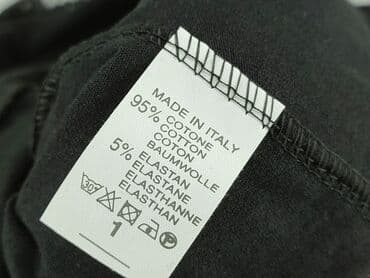 MADE IN ITALY
95% COTONE
COTTON
COTON
BAUMWOLLE
5% ELASTAN
ELASTANE
ELASTHANNE
ELASTHAN
30° P
1